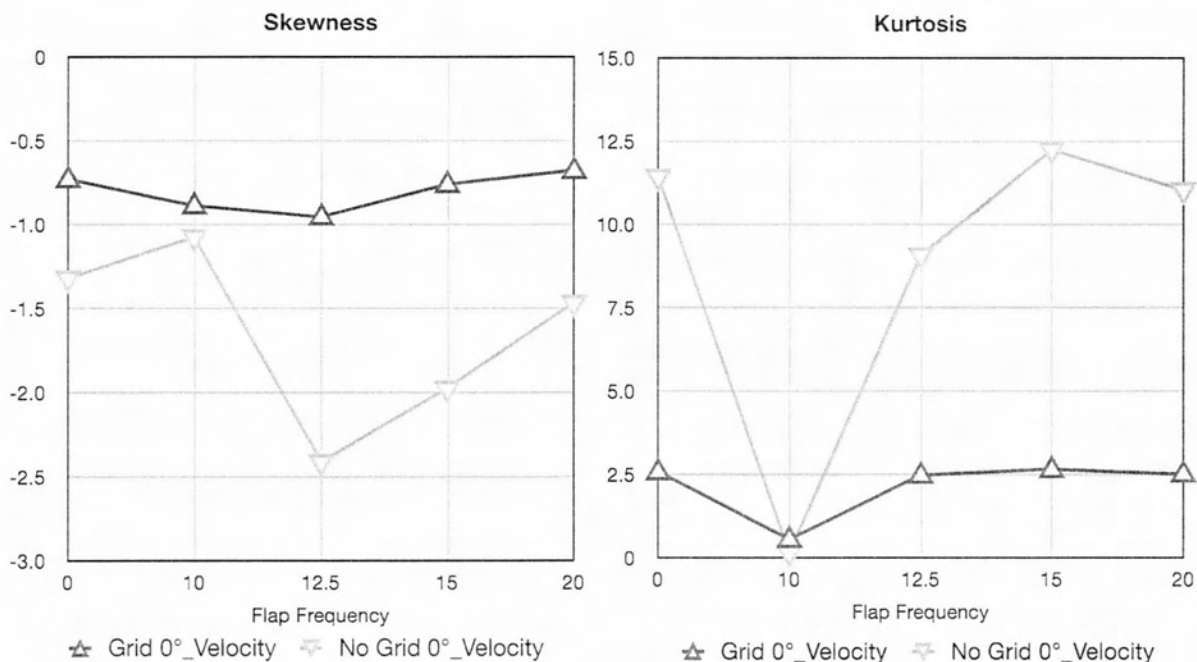 Skewness
0
-0.5
-1.0
-1.5
-2.0
-2.5
-3.0
0 10 12.5 15 20
Flap Frequency
Grid 0°_Velocity No Grid 0°_Velocity
Kurtosis
15.0
12.5
10.0
7.5
5.0
2.5
0
0 10 12.5 15 20
Flap Frequency
Grid 0°_Velocity No Grid 0°_Velocity